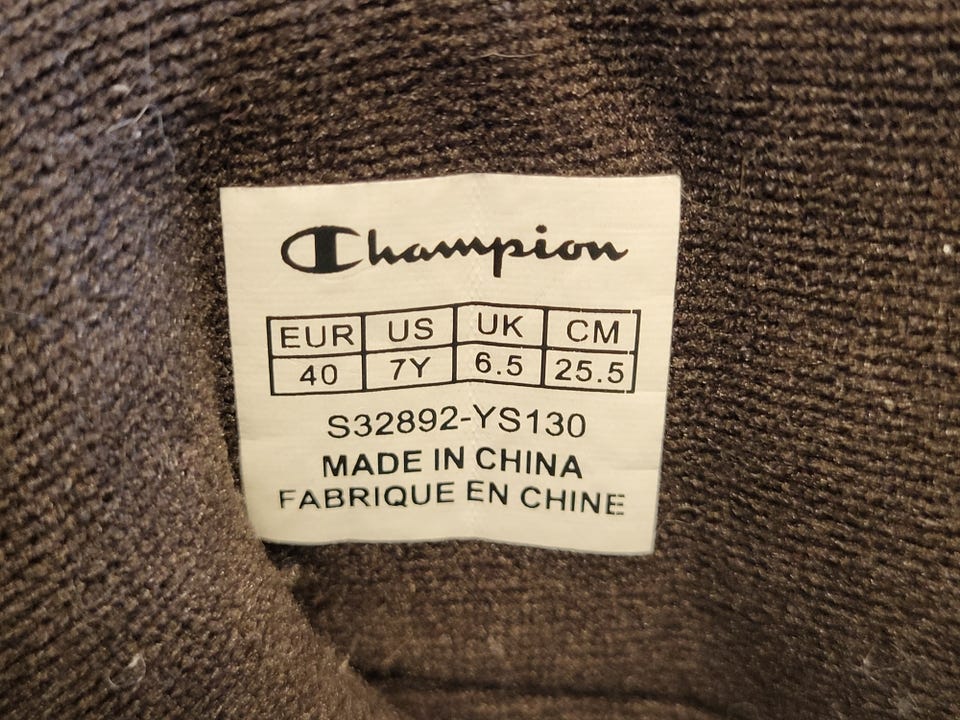 Champion
EUR US UK CM
40 7Y 6.5 25.5
S32892-YS130
MADE IN CHINA
FABRIQUE EN CHINE